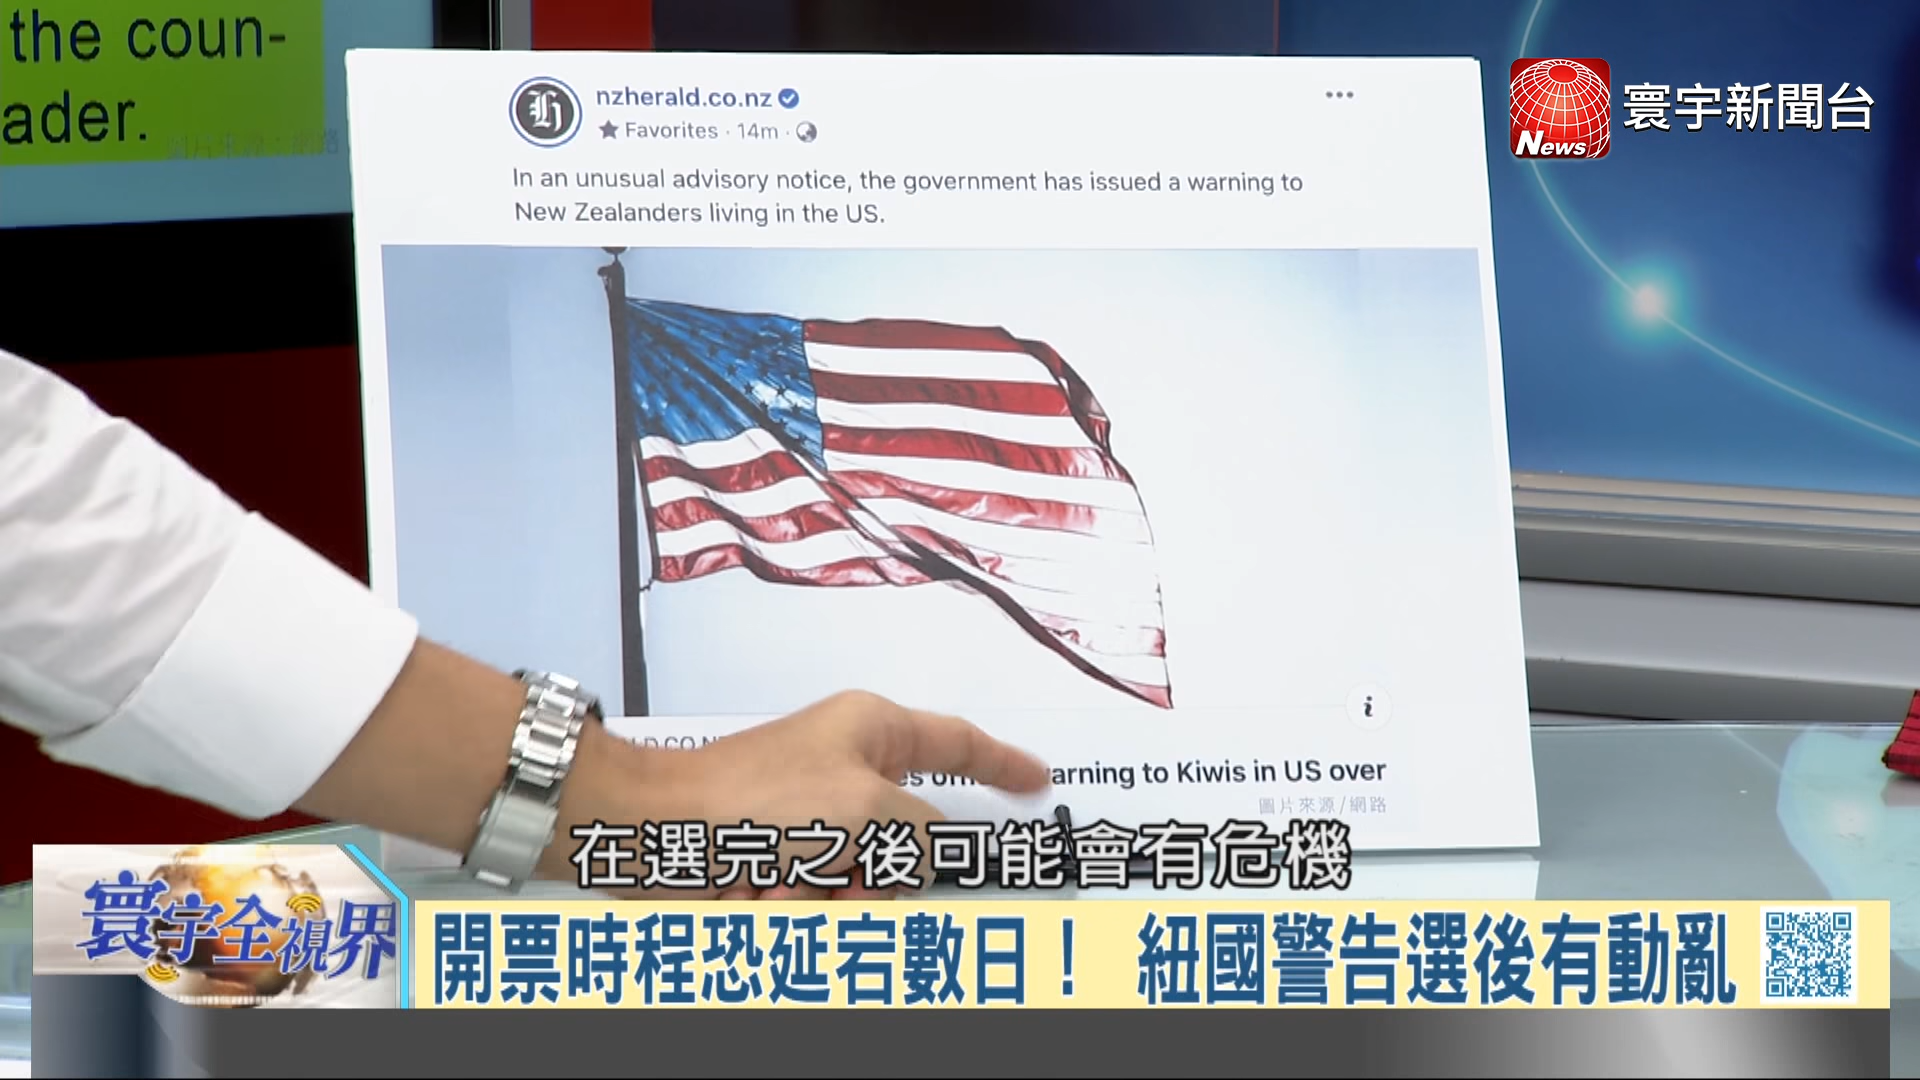 the coun-
ader.
nzherald.co.nz
Favorites · 14m ·
In an unusual advisory notice, the government has issued a warning to
New Zealanders living in the US.
arning to Kiwis in US over
圖片來源/網路
News
寰宇新聞台
在選完之後可能會有危機
寰宇全視界
開票時程恐延宕數日！ 紐國警告選後有動亂